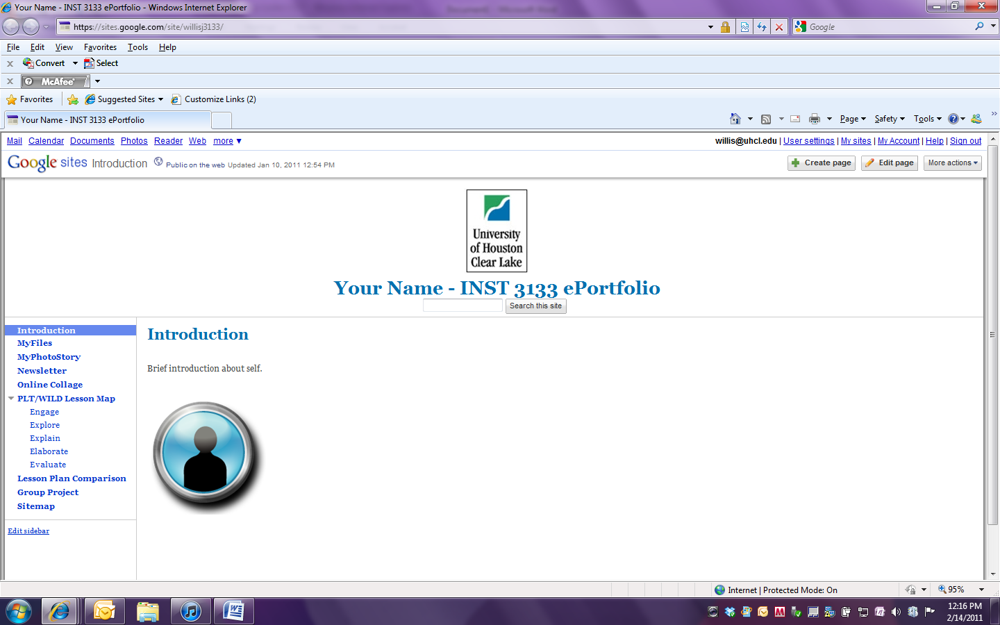 Your Name - INST 3133 ePortfolio - Windows Internet Explorer
https://sites.google.com/site/willisj3133/
Google
File Edit View Favorites Tools Help
x Convert Select
x McAfee
Favorites Suggested Sites Customize Links (2)
Your Name - INST 3133 ePortfolio
Page Safety Tools
Mail Calendar Documents Photos Reader Web more ▼
willis@uhcl.edu | User settings | My sites | My Account | Help | Sign out
Google sites Introduction Public on the web Updated Jan 10, 2011 12:54 PM
Create page Edit page More actions
University
of Houston
Clear Lake
Your Name - INST 3133 ePortfolio
Search this site
Introduction
MyFiles
MyPhotoStory
Newsletter
Online Collage
PLT/WILD Lesson Map
Engage
Explore
Explain
Elaborate
Evaluate
Lesson Plan Comparison
Group Project
Sitemap
Edit sidebar
Introduction
Brief introduction about self.
Internet | Protected Mode: On
95%
12:16 PM
2/14/2011